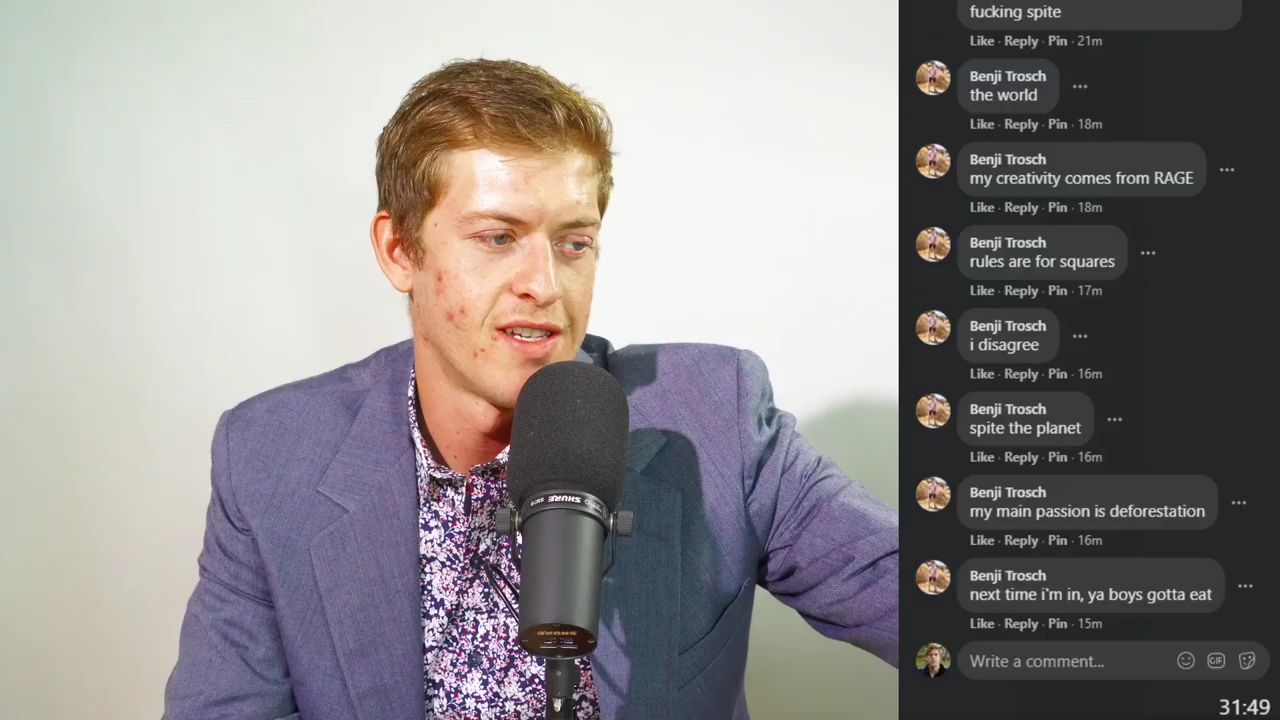 fucking spite
Like · Reply · Pin · 21m
Benji Trosch
the world
Like · Reply · Pin · 18m
Benji Trosch
my creativity comes from RAGE
Like · Reply · Pin · 18m
Benji Trosch
rules are for squares
Like · Reply · Pin · 17m
Benji Trosch
i disagree
Like · Reply · Pin · 16m
Benji Trosch
spite the planet
Like · Reply · Pin · 16m
Benji Trosch
my main passion is deforestation
Like · Reply · Pin · 16m
Benji Trosch
next time i'm in, ya boys gotta eat
Like · Reply · Pin · 15m
Write a comment...
GIF
31:49
SHURE